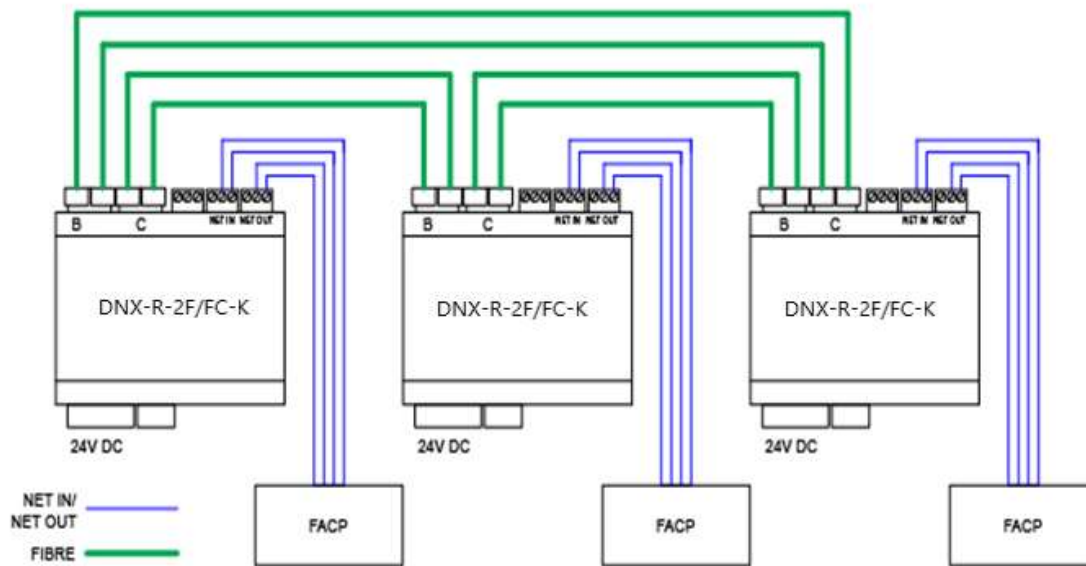 B C NET IN NET OUT
B C NET IN NET OUT
B C NET IN NET OUT
DNX-R-2F/FC-K
DNX-R-2F/FC-K
DNX-R-2F/FC-K
24V DC
24V DC
24V DC
NET IN/
NET OUT
FIBRE
FACP
FACP
FACP